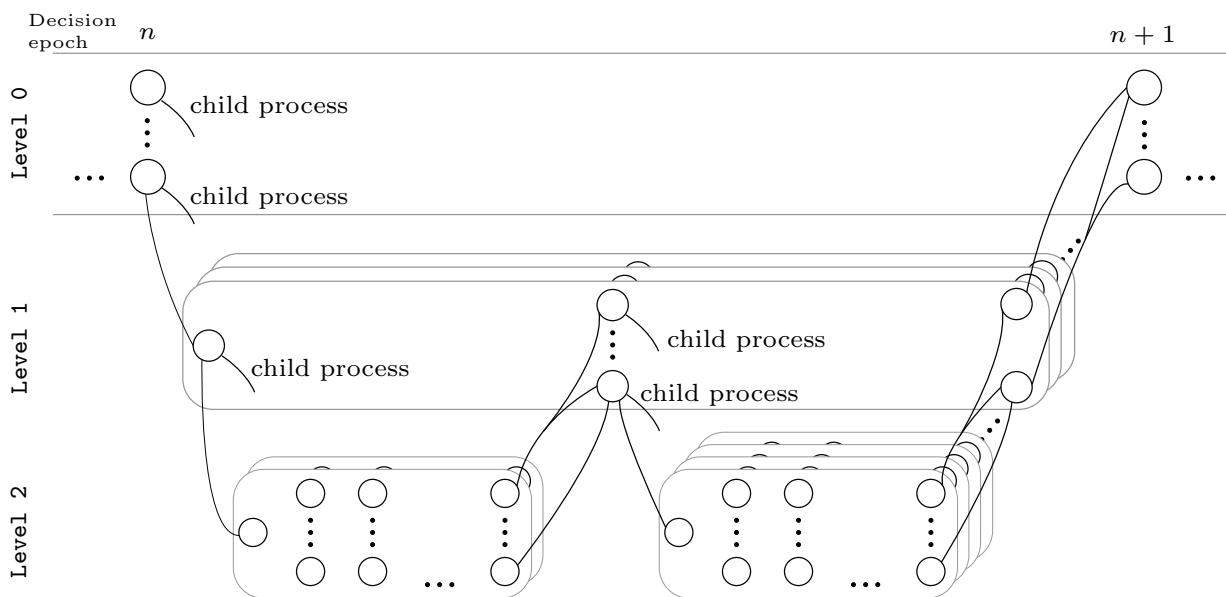 Decision
epoch
n
n + 1
Level 0
child process
child process
Level 1
child process
child process
child process
Level 2